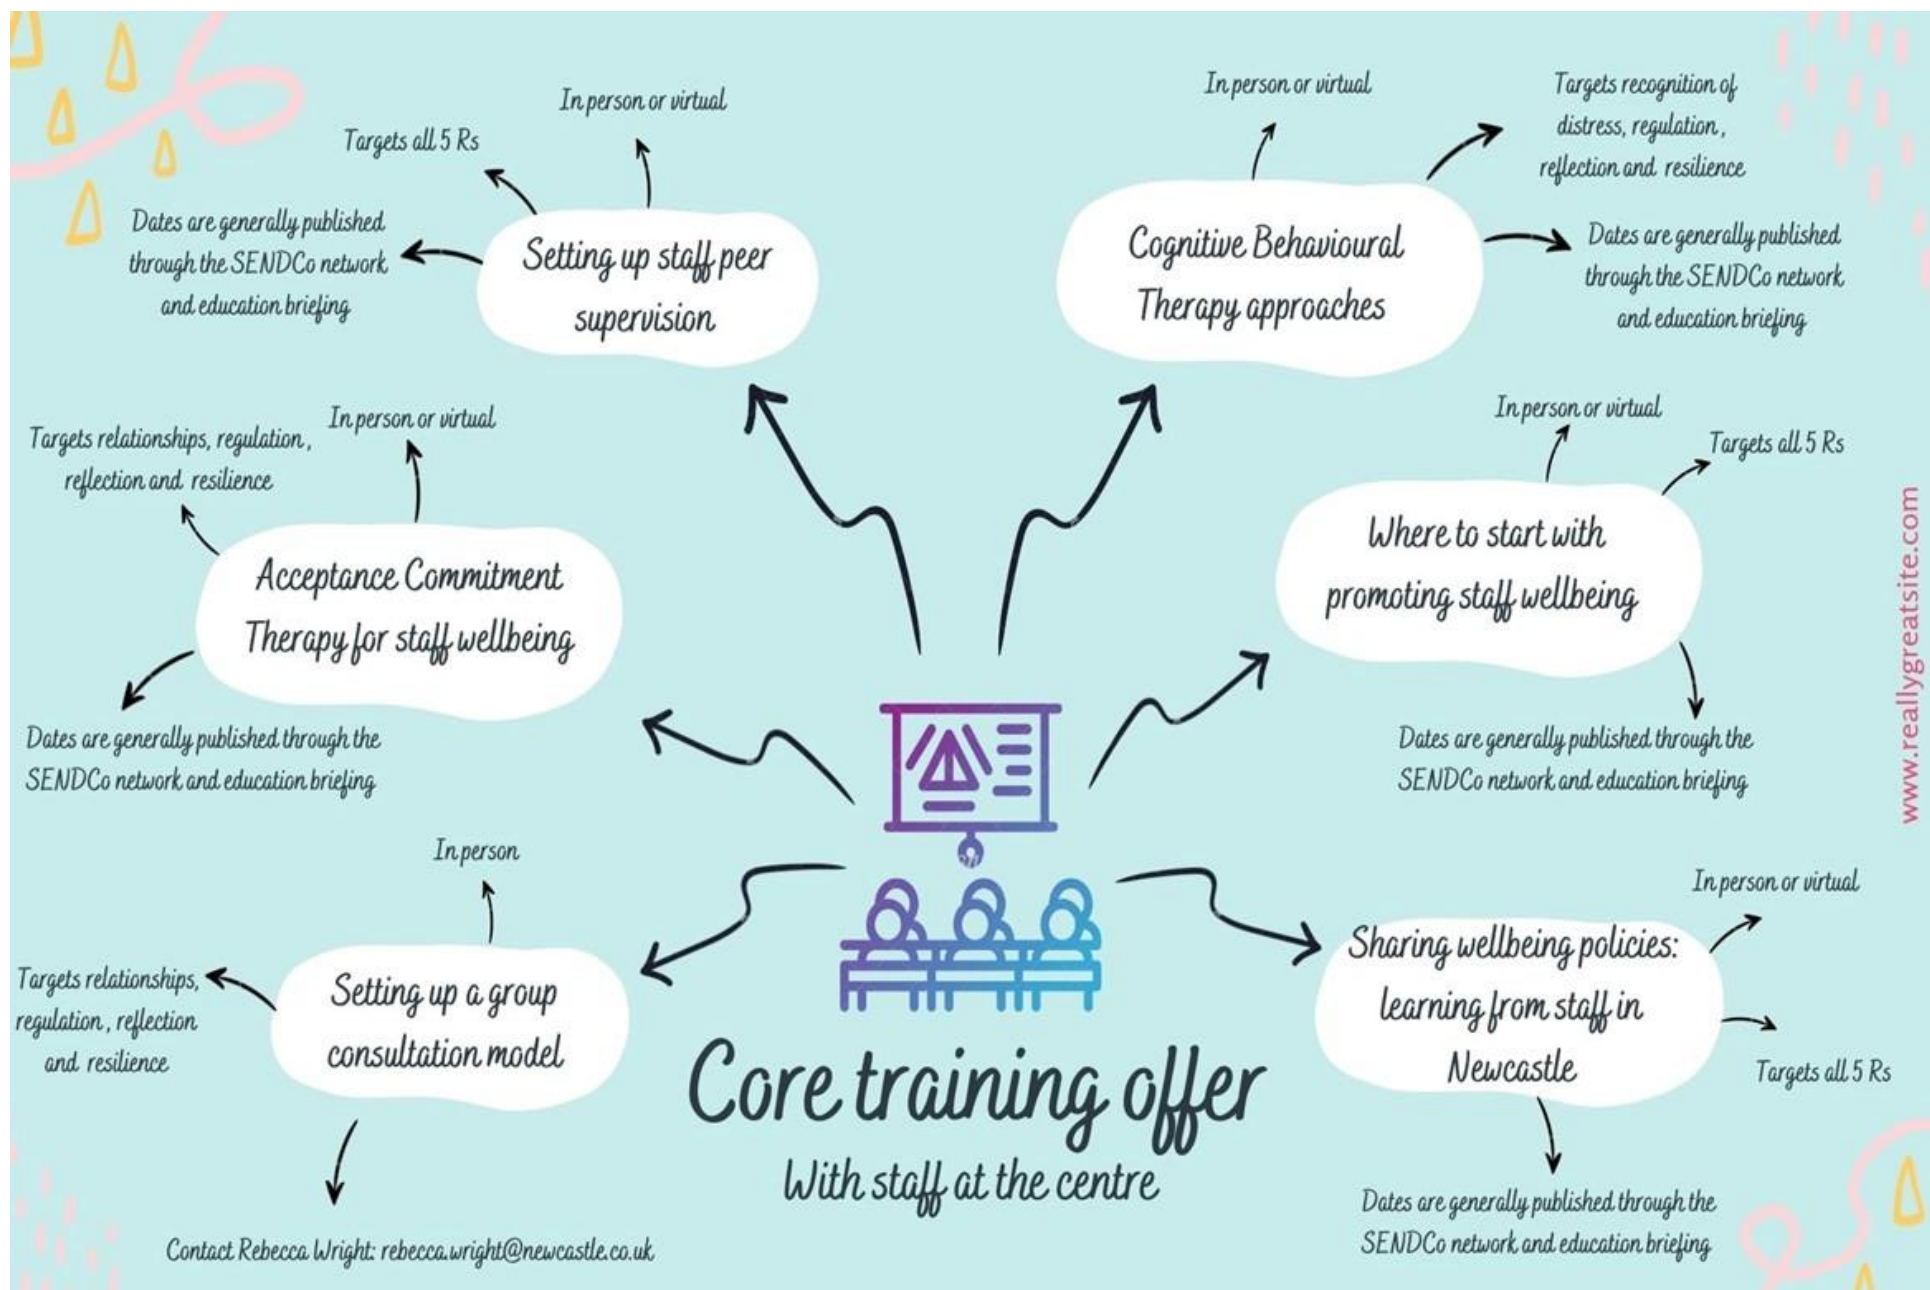 In person or virtual
Targets all 5 Rs
Dates are generally published
through the SENDCo network
and education briefing
Setting up staff peer
supervision
In person or virtual
Targets recognition of
distress, regulation,
reflection and resilience
Cognitive Behavioural
Therapy approaches
Dates are generally published
through the SENDCo network
and education briefing
In person or virtual
Targets relationships, regulation,
reflection and resilience
Acceptance Commitment
Therapy for staff wellbeing
Dates are generally published through the
SENDCo network and education briefing
In person or virtual
Targets all 5 Rs
Where to start with
promoting staff wellbeing
Dates are generally published through the
SENDCo network and education briefing
www.reallygreatsite.com
In person
Targets relationships,
regulation, reflection
and resilience
Setting up a group
consultation model
Contact Rebecca Wright: rebecca.wright@newcastle.co.uk
In person or virtual
Sharing wellbeing policies:
learning from staff in
Newcastle
Targets all 5 Rs
Dates are generally published through the
SENDCo network and education briefing
Core training offer
With staff at the centre